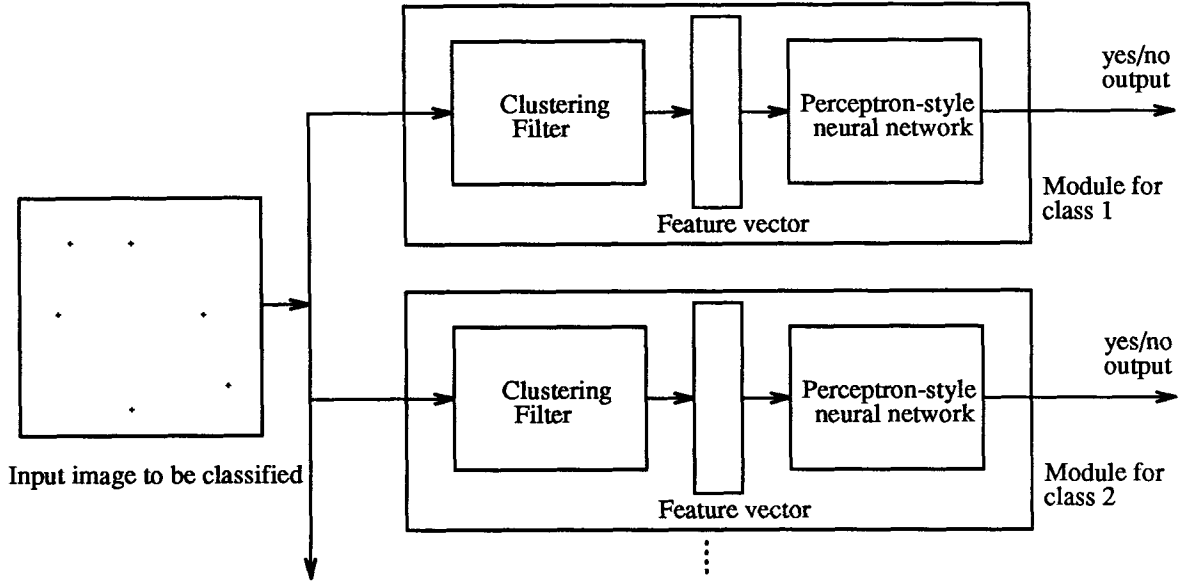 Clustering
Filter
Perceptron-style
neural network
yes/no
output
Feature vector
Module for
class 1
Input image to be classified
Clustering
Filter
Perceptron-style
neural network
yes/no
output
Feature vector
Module for
class 2